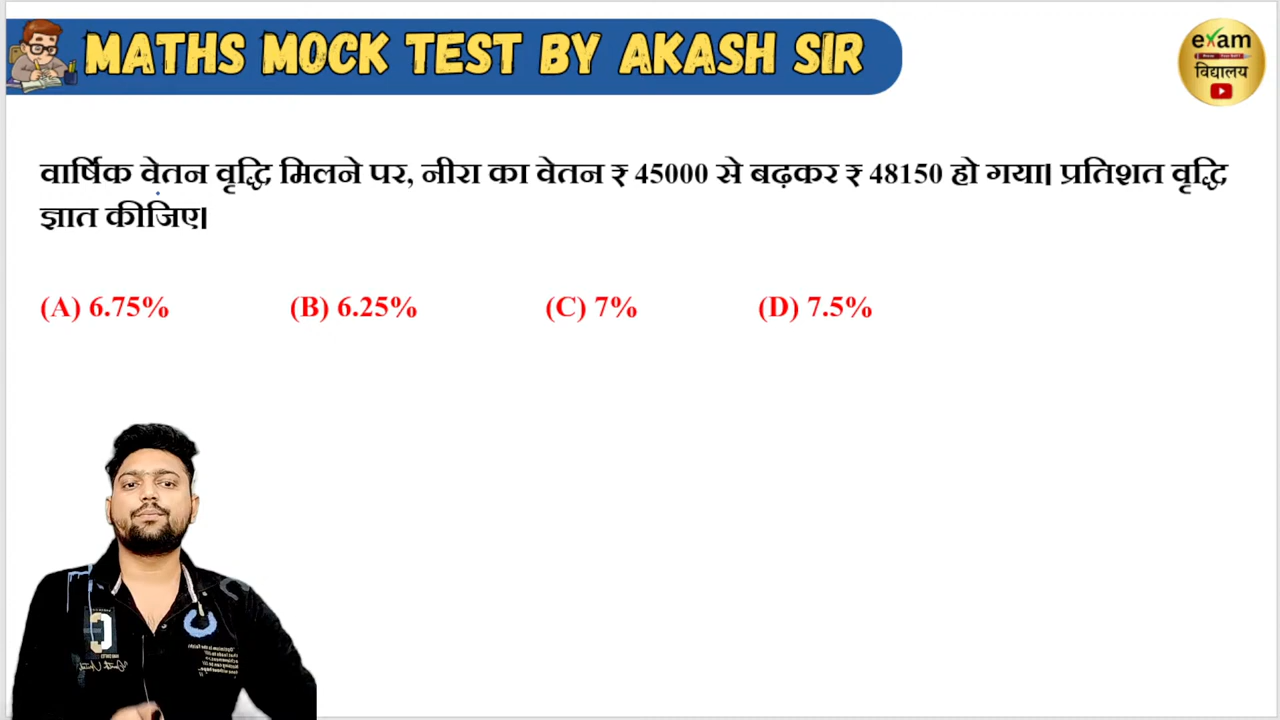 MATHS MOCK TEST BY AKASH SIR
exam
विद्यालय
वार्षिक वेतन वृद्धि मिलने पर, नीरा का वेतन ₹ 45000 से बढ़कर ₹ 48150 हो गया। प्रतिशत वृद्धि
ज्ञात कीजिए।
(A) 6.75% (B) 6.25% (C) 7% (D) 7.5%